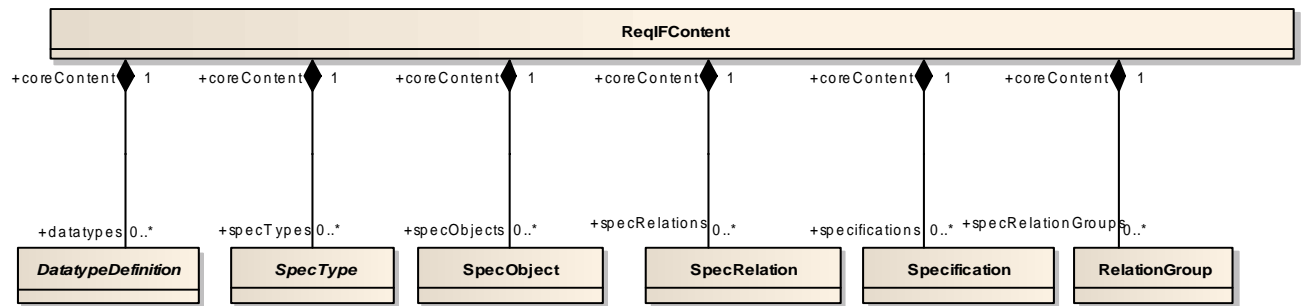 ReqIFContent
+coreContent 1 +coreContent 1 +coreContent 1 +coreContent 1 +coreContent 1 +coreContent 1
+datatypes 0..* +specTypes 0..* +specObjects 0..* +specRelations 0..* +specifications 0..* +specRelationGroups 0..*
DatatypeDefinition SpecType SpecObject SpecRelation Specification RelationGroup